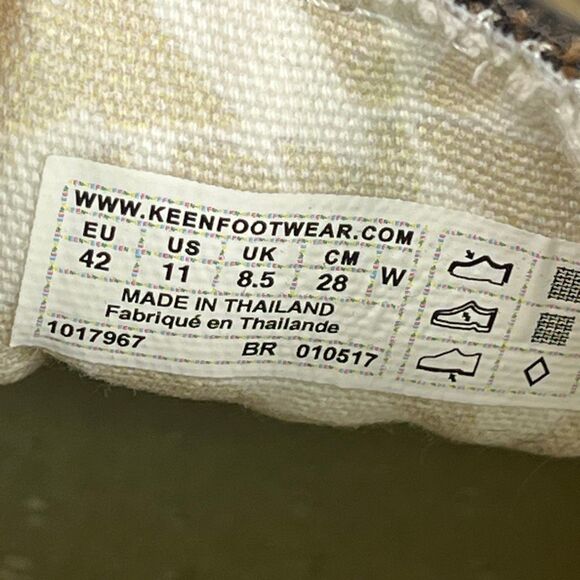 WWW.KEENFOOTWEAR.COM
EU US UK CM W
42 11 8.5 28
MADE IN THAILAND
Fabriqué en Thailande
1017967 BR 010517